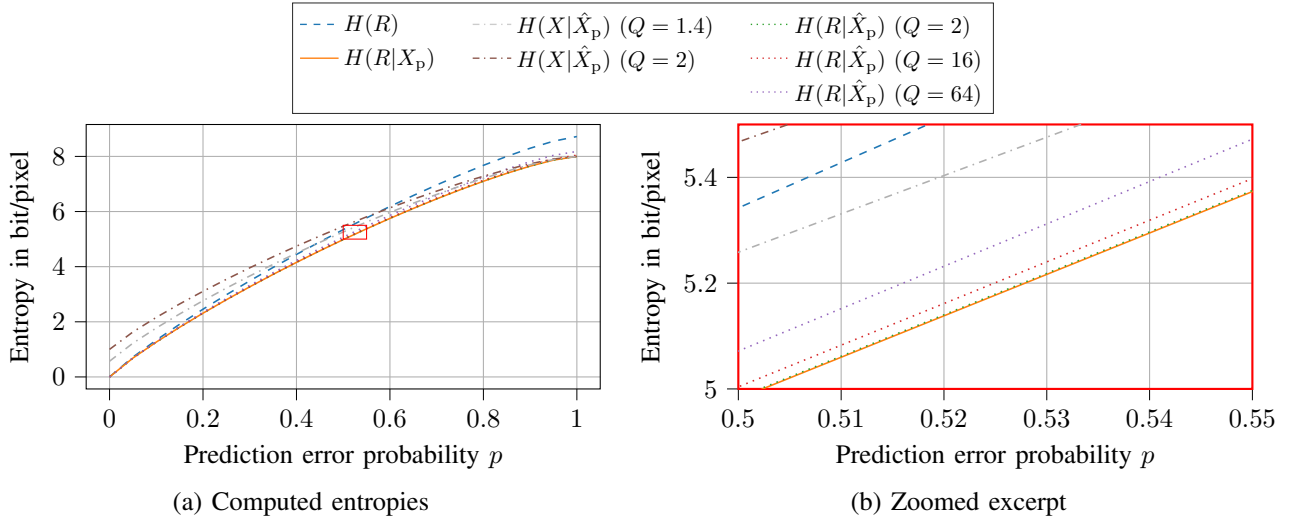 H(R) H(X|X̂p) (Q = 1.4) H(R|X̂p) (Q = 2)
H(R|Xp) H(X|X̂p) (Q = 2) H(R|X̂p) (Q = 16)
H(R|X̂p) (Q = 64)
Entropy in bit/pixel
8
6
4
2
0
0 0.2 0.4 0.6 0.8 1
Prediction error probability p
(a) Computed entropies
Entropy in bit/pixel
5.4
5.2
5
0.5 0.51 0.52 0.53 0.54 0.55
Prediction error probability p
(b) Zoomed excerpt